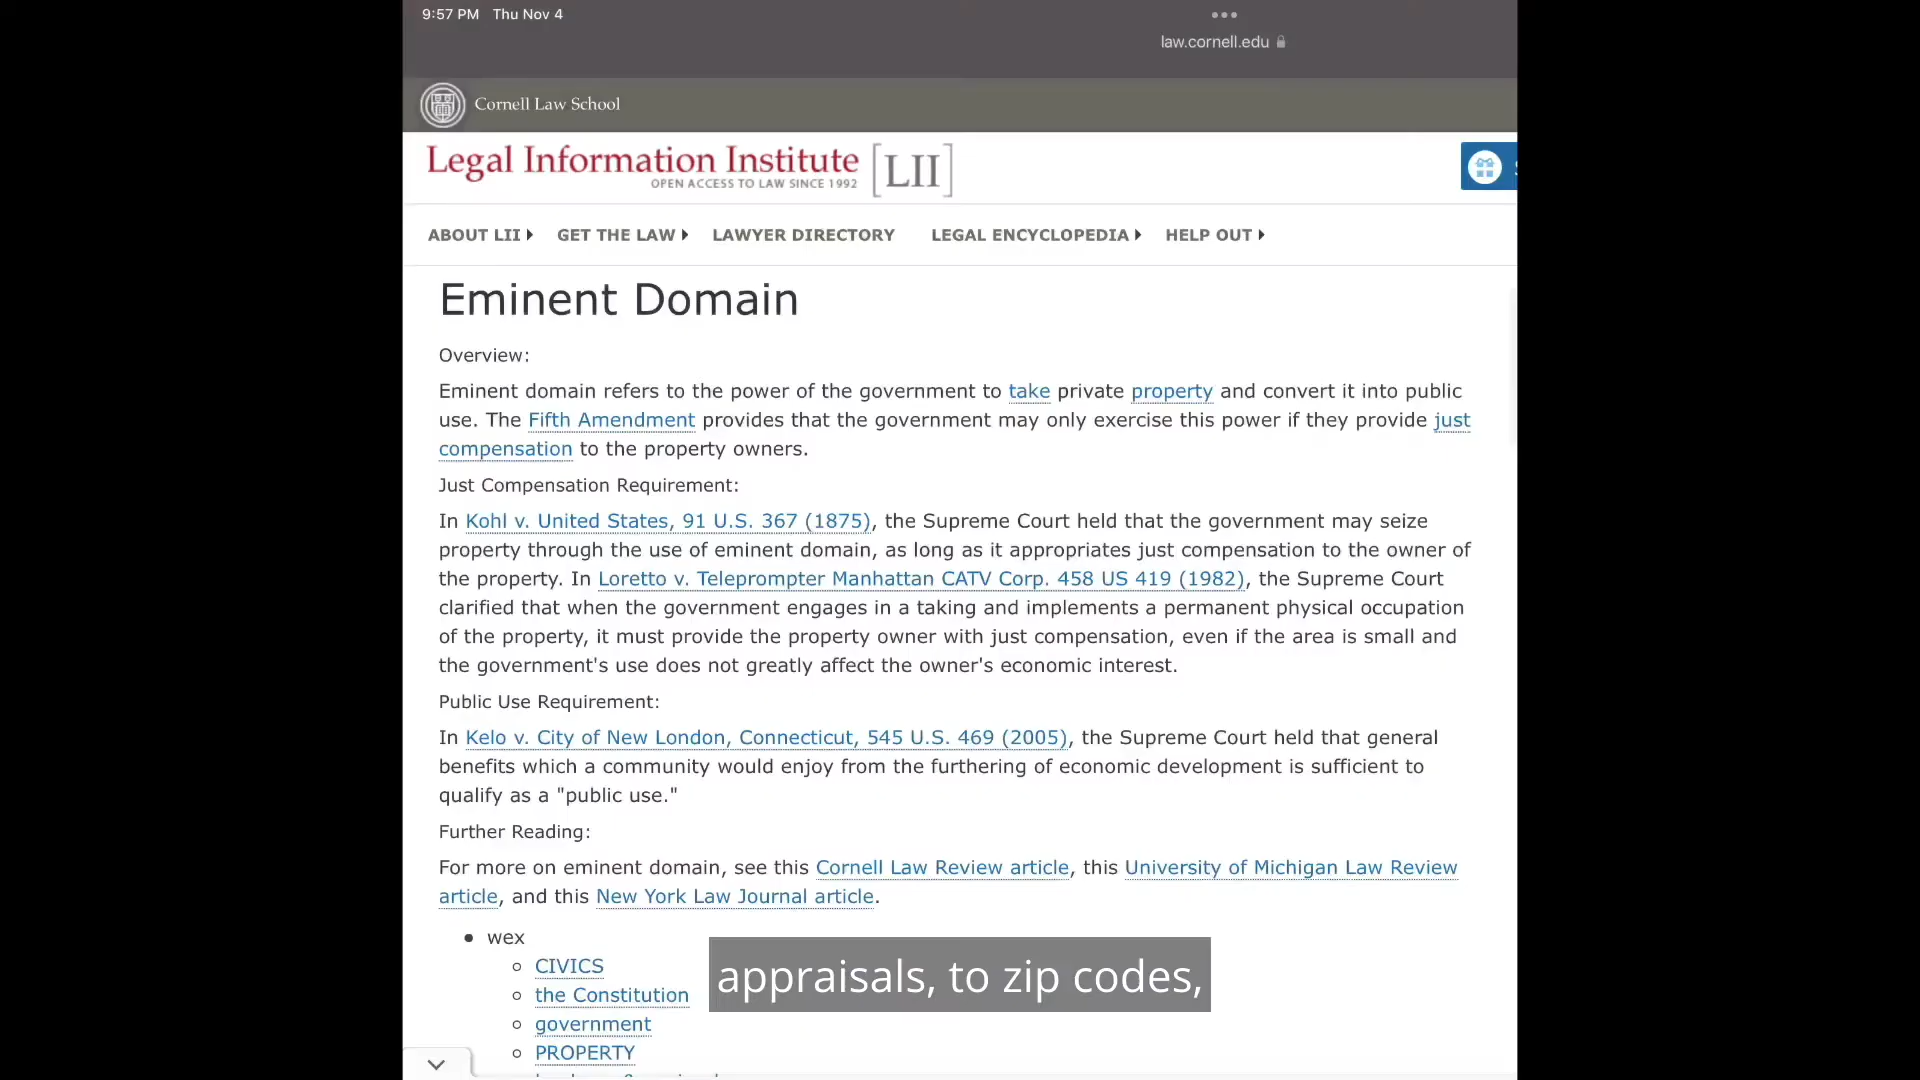 9:57 PM Thu Nov 4
law.cornell.edu
Cornell Law School
Legal Information Institute [LII]
OPEN ACCESS TO LAW SINCE 1992
ABOUT LII GET THE LAW LAWYER DIRECTORY LEGAL ENCYCLOPEDIA HELP OUT
Eminent Domain
Overview:
Eminent domain refers to the power of the government to take private property and convert it into public
use. The Fifth Amendment provides that the government may only exercise this power if they provide just
compensation to the property owners.
Just Compensation Requirement:
In Kohl v. United States, 91 U.S. 367 (1875), the Supreme Court held that the government may seize
property through the use of eminent domain, as long as it appropriates just compensation to the owner of
the property. In Loretto v. Teleprompter Manhattan CATV Corp. 458 US 419 (1982), the Supreme Court
clarified that when the government engages in a taking and implements a permanent physical occupation
of the property, it must provide the property owner with just compensation, even if the area is small and
the government's use does not greatly affect the owner's economic interest.
Public Use Requirement:
In Kelo v. City of New London, Connecticut, 545 U.S. 469 (2005), the Supreme Court held that general
benefits which a community would enjoy from the furthering of economic development is sufficient to
qualify as a "public use."
Further Reading:
For more on eminent domain, see this Cornell Law Review article, this University of Michigan Law Review
article, and this New York Law Journal article.
wex
CIVICS
the Constitution
government
PROPERTY
appraisals, to zip codes,